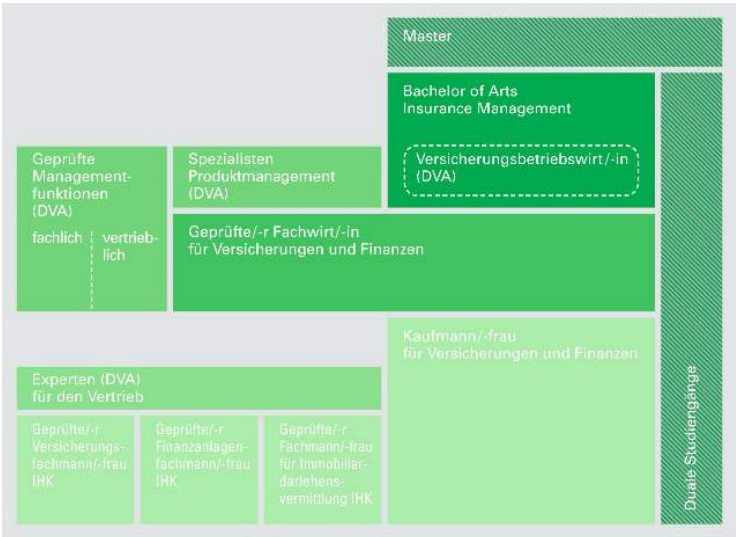 Master
Bachelor of Arts
Insurance Management
Versicherungsbetriebswirt/-in
(DVA)
Geprüfte
Management-
funktionen
(DVA)
fachlich
vertrieb-
lich
Spezialisten
Produktmanagement
(DVA)
Geprüfte/-r Fachwirt/-in
für Versicherungen und Finanzen
Kaufmann/-frau
für Versicherungen und Finanzen
Experten (DVA)
für den Vertrieb
Geprüfte/-r
Versicherungs-
fachmann/-frau
IHK
Geprüfte/-r
Finanzanlagen-
fachmann/-frau
IHK
Geprüfte/-r
Fachmann/-frau
für Immobiliar-
darlehens-
vermittlung IHK
Duale Studiengänge